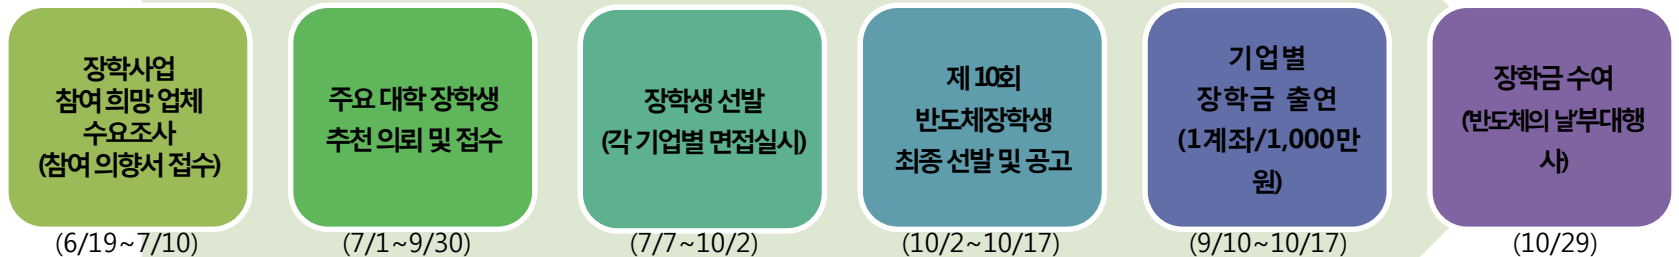 장학사업
참여 희망 업체
수요조사
(참여 의향서 접수)
(6/19~7/10)
주요 대학 장학생
추천 의뢰 및 접수
(7/1~9/30)
장학생 선발
(각 기업별 면접실시)
(7/7~10/2)
제 10회
반도체장학생
최종 선발 및 공고
(10/2~10/17)
기업별
장학금 출연
(1계좌/1,000만
원)
(9/10~10/17)
장학금 수여
(반도체의 날'부대행
사)
(10/29)